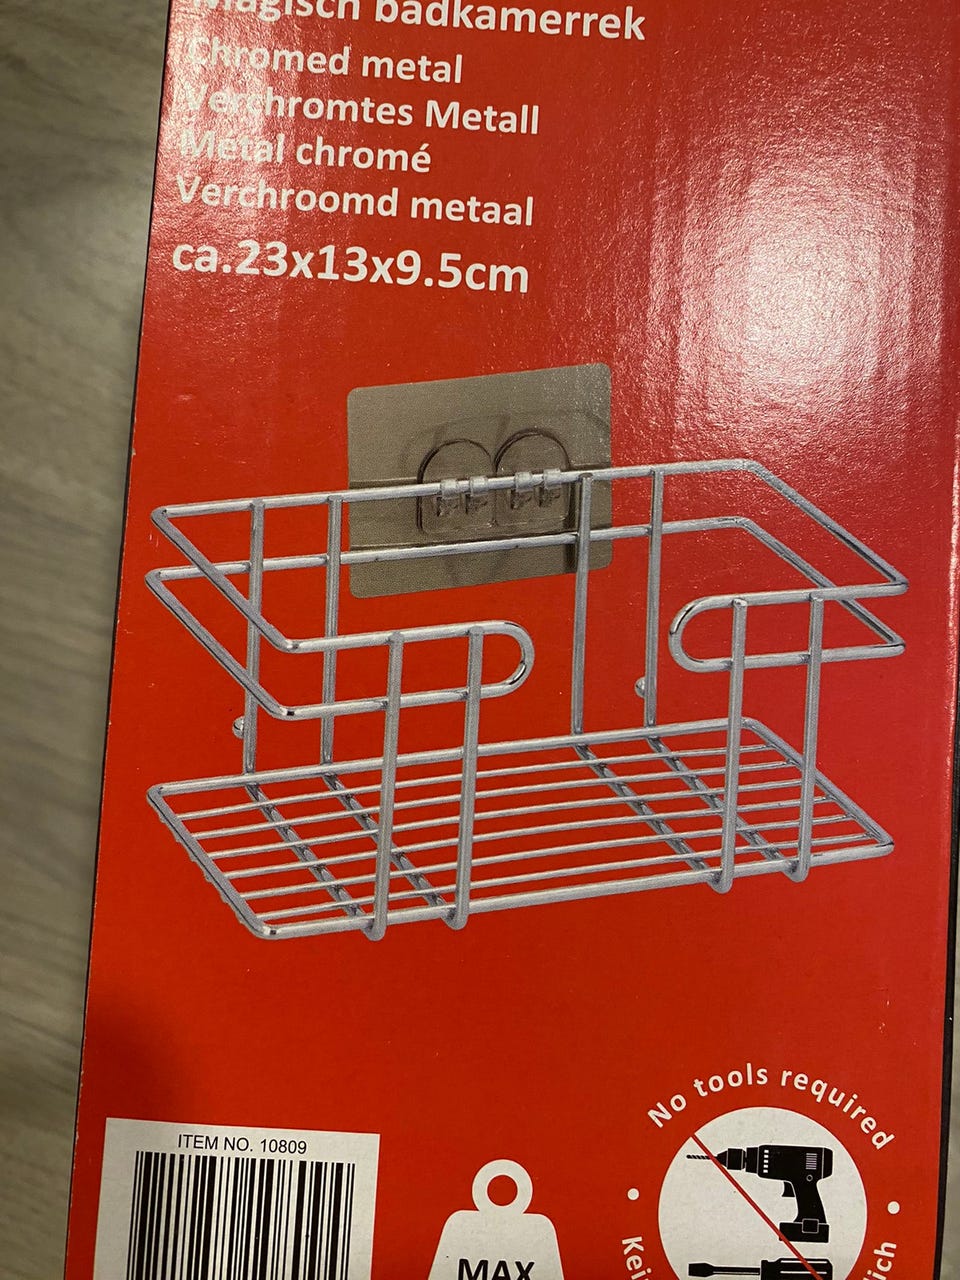 Magisch badkamerrek
Chromed metal
Verchromtes Metall
Métal chromé
Verchroomd metaal
ca.23x13x9.5cm
No tools required
ITEM NO. 10809
MAX